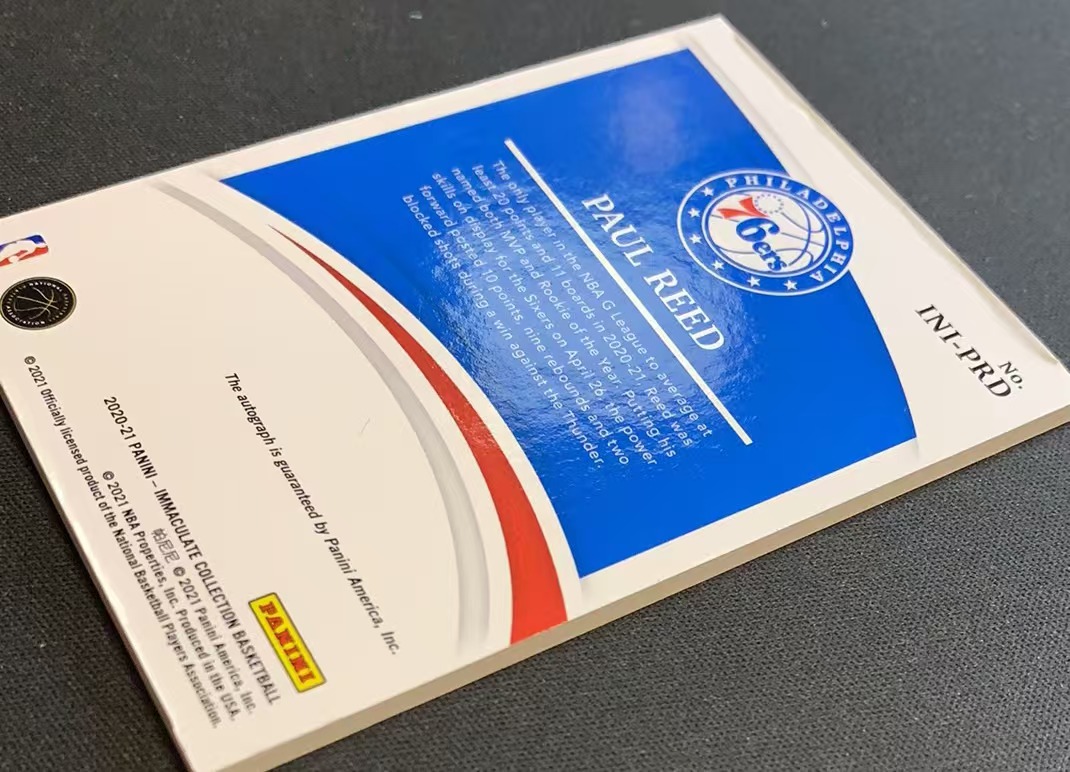 No.
INI-PRD
PHILADELPHIA
76ers
PAUL REED
The only player in the NBA G League to average at
least 20 points and 11 boards in 2020-21, Reed was
named both MVP and Rookie of the Year. Putting his
skills on display for the Sixers on April 26, the power
forward posted 10 points, nine rebounds and two
blocked shots during a win against the Thunder.
The autograph is guaranteed by Panini America, Inc.
PANINI
2020-21 PANINI – IMMACULATE COLLECTION BASKETBALL
帕尼尼 © 2021 Panini America, Inc.
© 2021 NBA Properties, Inc. Produced in the USA.
© 2021 Officially licensed product of the National Basketball Players Association.
NATIONAL
ASSOCIATION